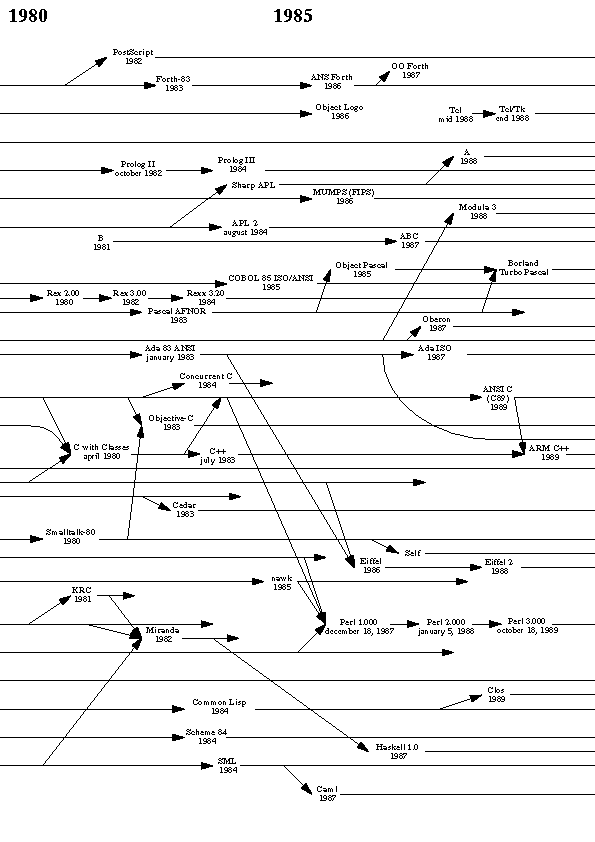 1980
1985
PostScript
1982
Forth-83
1983
ANS Forth
1986
OO Forth
1987
Object Logo
1986
Tcl
mid 1988
Tcl/Tk
end 1988
Prolog II
october 1982
Prolog III
1984
A
1988
Sharp APL
MUMPS (FIPS)
1986
Modula 3
1988
B
1981
APL 2
august 1984
ABC
1987
Object Pascal
1985
Borland
Turbo Pascal
COBOL 85 ISO/ANSI
1985
Rex 2.00
1980
Rex 3.00
1982
Rexx 3.20
1984
Pascal AFNOR
1983
Oberon
1987
Ada 83 ANSI
january 1983
Ada ISO
1987
Concurrent C
1984
ANSI C
(C89)
1989
Objective-C
1983
C with Classes
april 1980
C++
july 1983
ARM C++
1989
Cedar
1983
Smalltalk-80
1980
Self
Eiffel
1986
Eiffel 2
1988
nawk
1985
KRC
1981
Miranda
1982
Perl 1.000
december 18, 1987
Perl 2.000
january 5, 1988
Perl 3.000
october 18, 1989
Common Lisp
1984
Clos
1989
Scheme 84
1984
Haskell 1.0
1987
SML
1984
Caml
1987